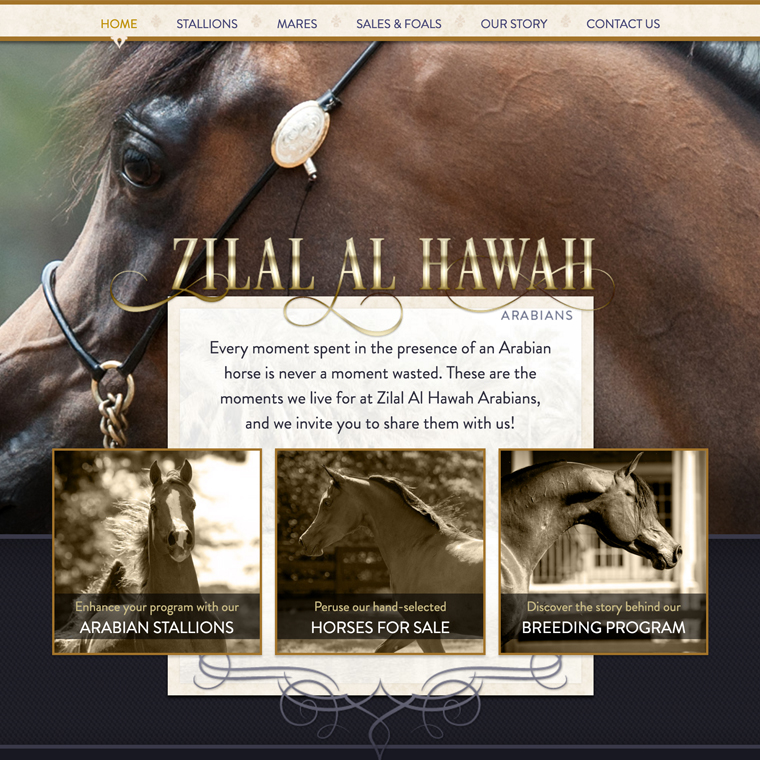 HOME STALLIONS MARES SALES & FOALS OUR STORY CONTACT US
ZILAL AL HAWAH
ARABIANS
Every moment spent in the presence of an Arabian
horse is never a moment wasted. These are the
moments we live for at Zilal Al Hawah Arabians,
and we invite you to share them with us!
Enhance your program with our
ARABIAN STALLIONS
Peruse our hand-selected
HORSES FOR SALE
Discover the story behind our
BREEDING PROGRAM